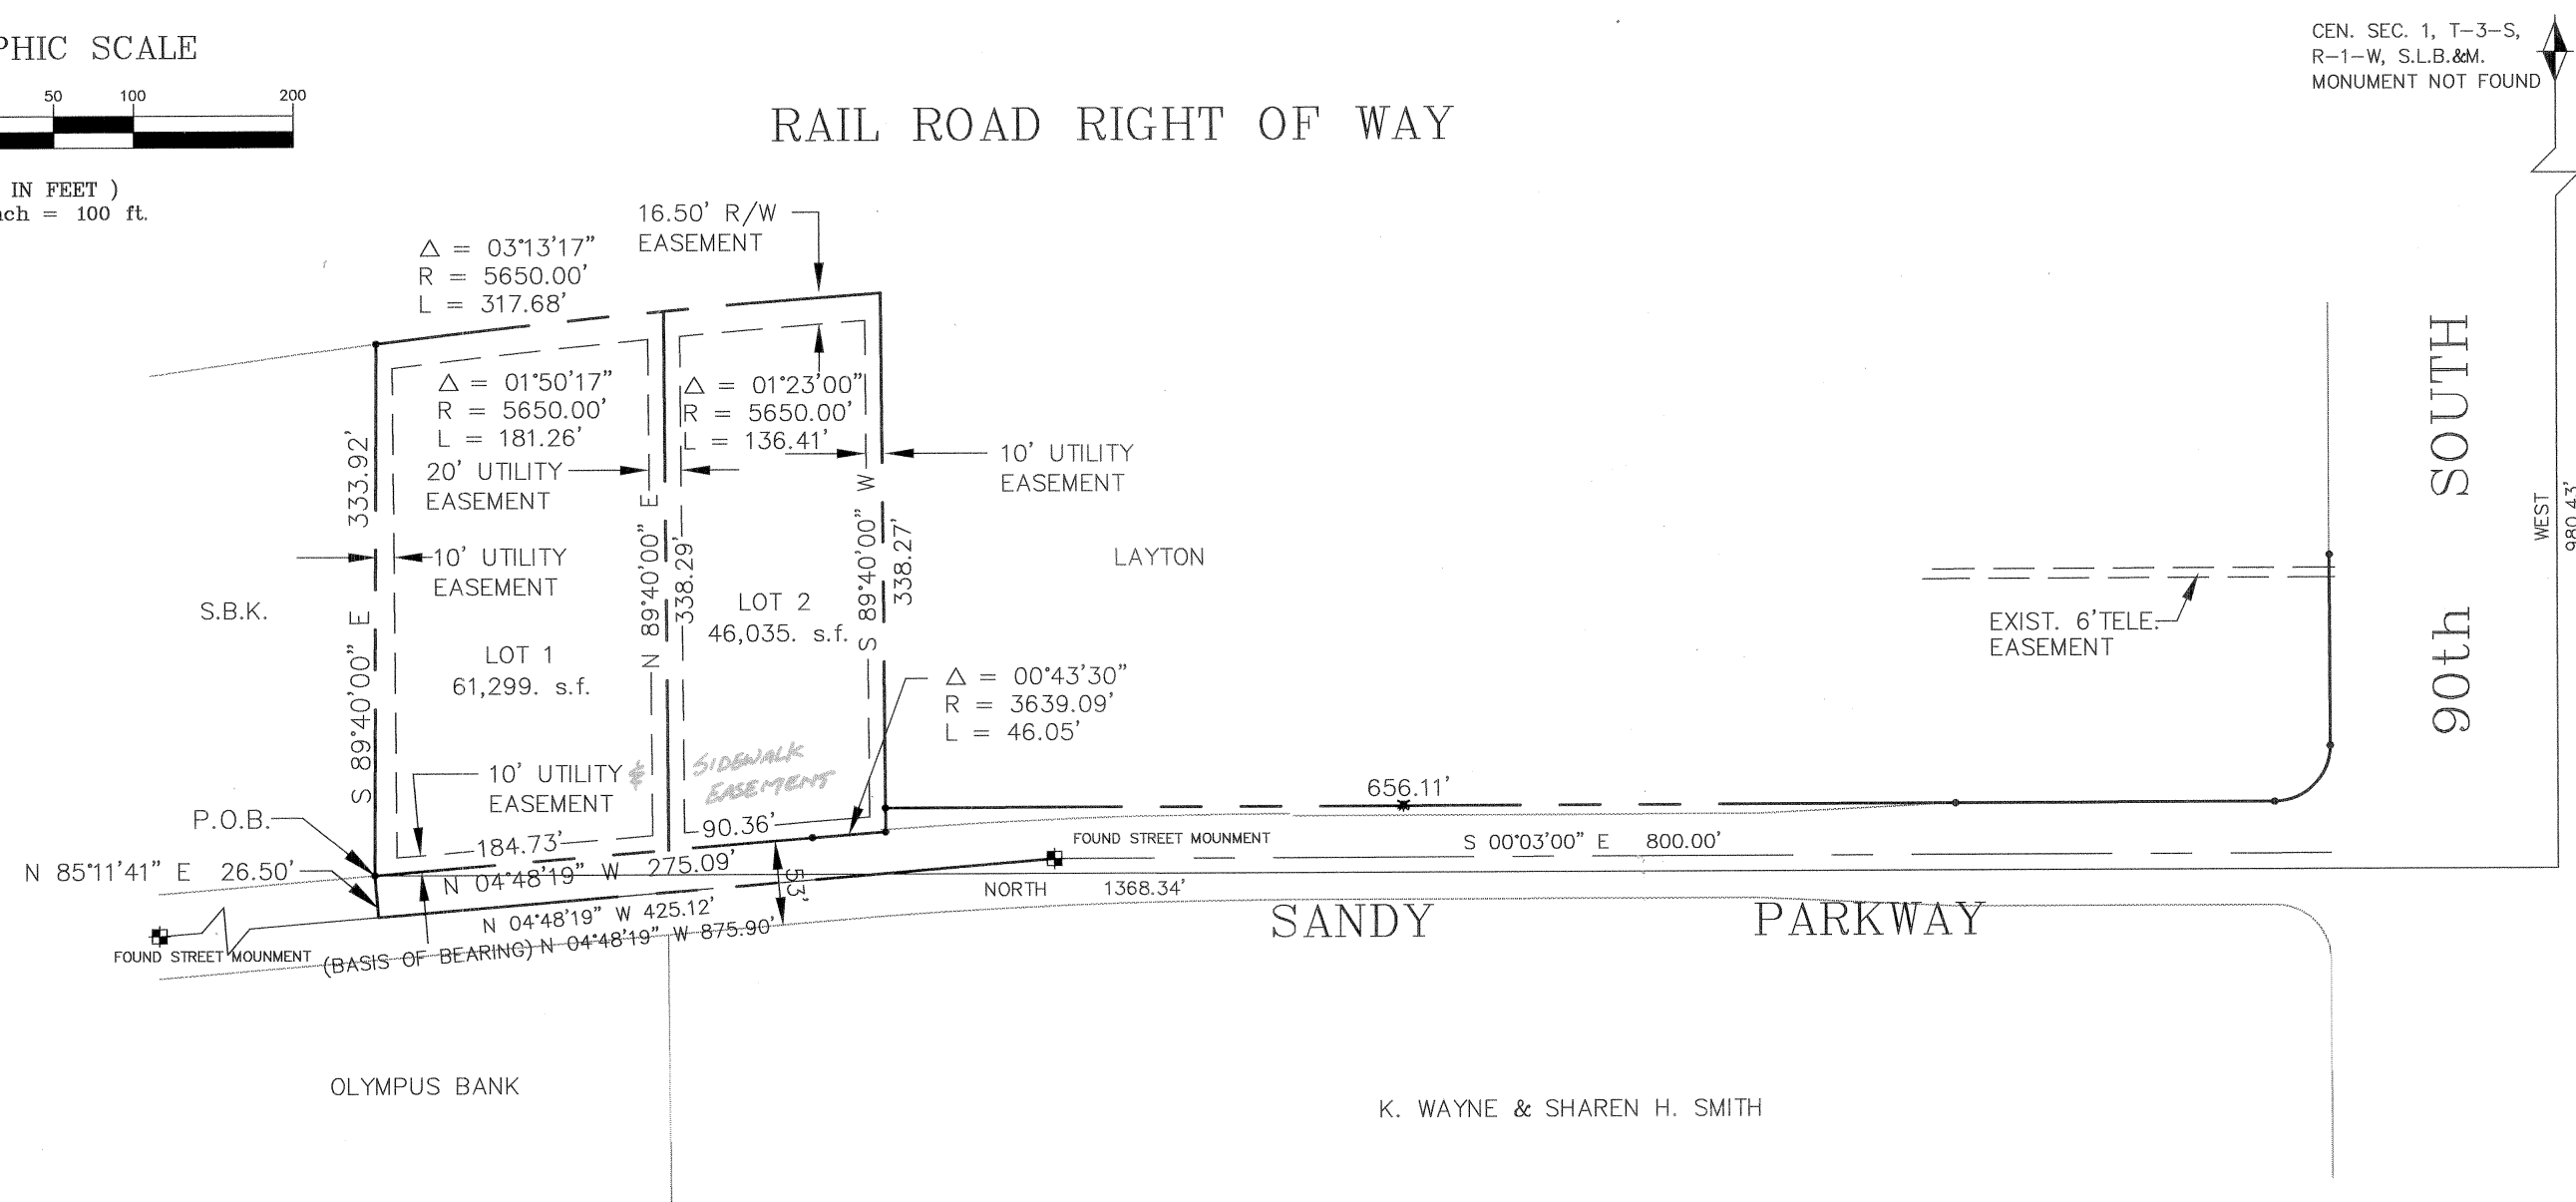 PHIC SCALE
50 100 200
IN FEET )
ch = 100 ft.
RAIL ROAD RIGHT OF WAY
CEN. SEC. 1, T-3-S,
R-1-W, S.L.B.&M.
MONUMENT NOT FOUND
16.50' R/W
EASEMENT
Δ = 03°13'17"
R = 5650.00'
L = 317.68'
Δ = 01°50'17"
R = 5650.00'
L = 181.26'
Δ = 01°23'00"
R = 5650.00'
L = 136.41'
20' UTILITY
EASEMENT
10' UTILITY
EASEMENT
10' UTILITY
EASEMENT
S 89°40'00" E 333.92'
N 89°40'00" E
338.29'
S 89°40'00" W
338.27'
S.B.K.
LAYTON
LOT 1
61,299. s.f.
LOT 2
46,035. s.f.
Δ = 00°43'30"
R = 3639.09'
L = 46.05'
EXIST. 6'TELE.
EASEMENT
90th SOUTH
WEST
980.43'
10' UTILITY &
EASEMENT
SIDEWALK
EASEMENT
P.O.B.
184.73'
90.36'
656.11'
N 85°11'41" E 26.50'
N 04°48'19" W 275.09'
53'
FOUND STREET MOUNMENT
S 00°03'00" E 800.00'
NORTH 1368.34'
N 04°48'19" W 425.12'
(BASIS OF BEARING) N 04°48'19" W 875.90'
FOUND STREET MOUNMENT
SANDY PARKWAY
OLYMPUS BANK
K. WAYNE & SHAREN H. SMITH